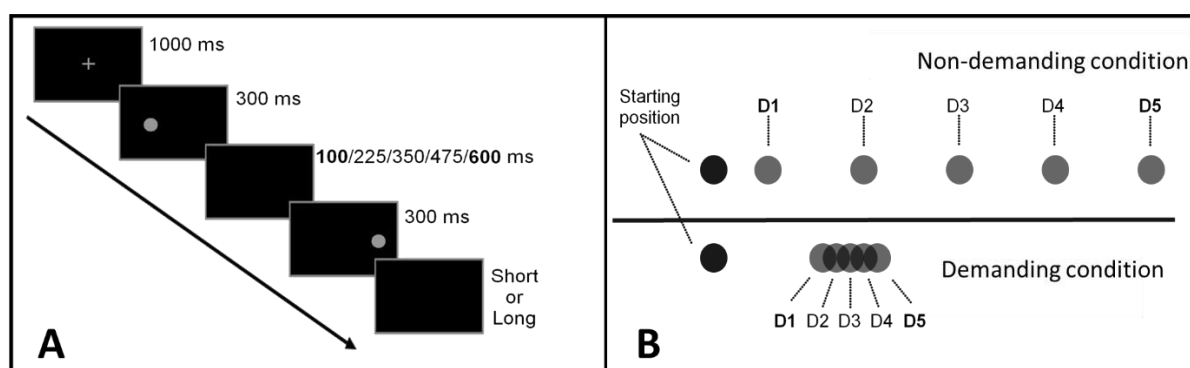 1000 ms
300 ms
100/225/350/475/600 ms
300 ms
Short
or
Long
A
Non-demanding condition
Starting
position
D1 D2 D3 D4 D5
Demanding condition
D1 D2 D3 D4 D5
B